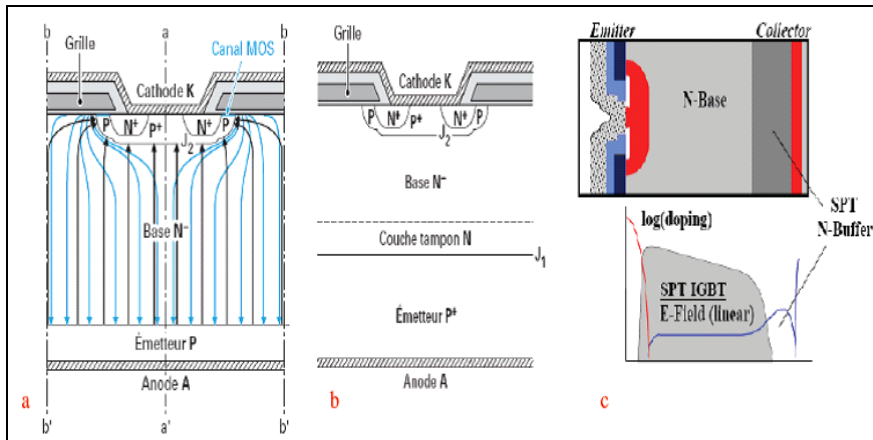 b
a
b
Grille
Canal MOS
Cathode K
P
P
N+
P+
N+
P
P
J2
Base N−
Émetteur P
Anode A
a
b'
a'
b'
Grille
Cathode K
P
N+
P+
N+
P
J2
Base N−
Couche tampon N
J1
Émetteur P+
Anode A
b
Emitter
Collector
N-Base
SPT
N-Buffer
log(doping)
SPT IGBT
E-Field (linear)
c